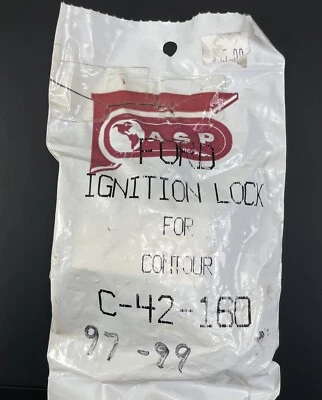 ASP
FORD
IGNITION LOCK
FOR
CONTOUR
C-42-160
97-99